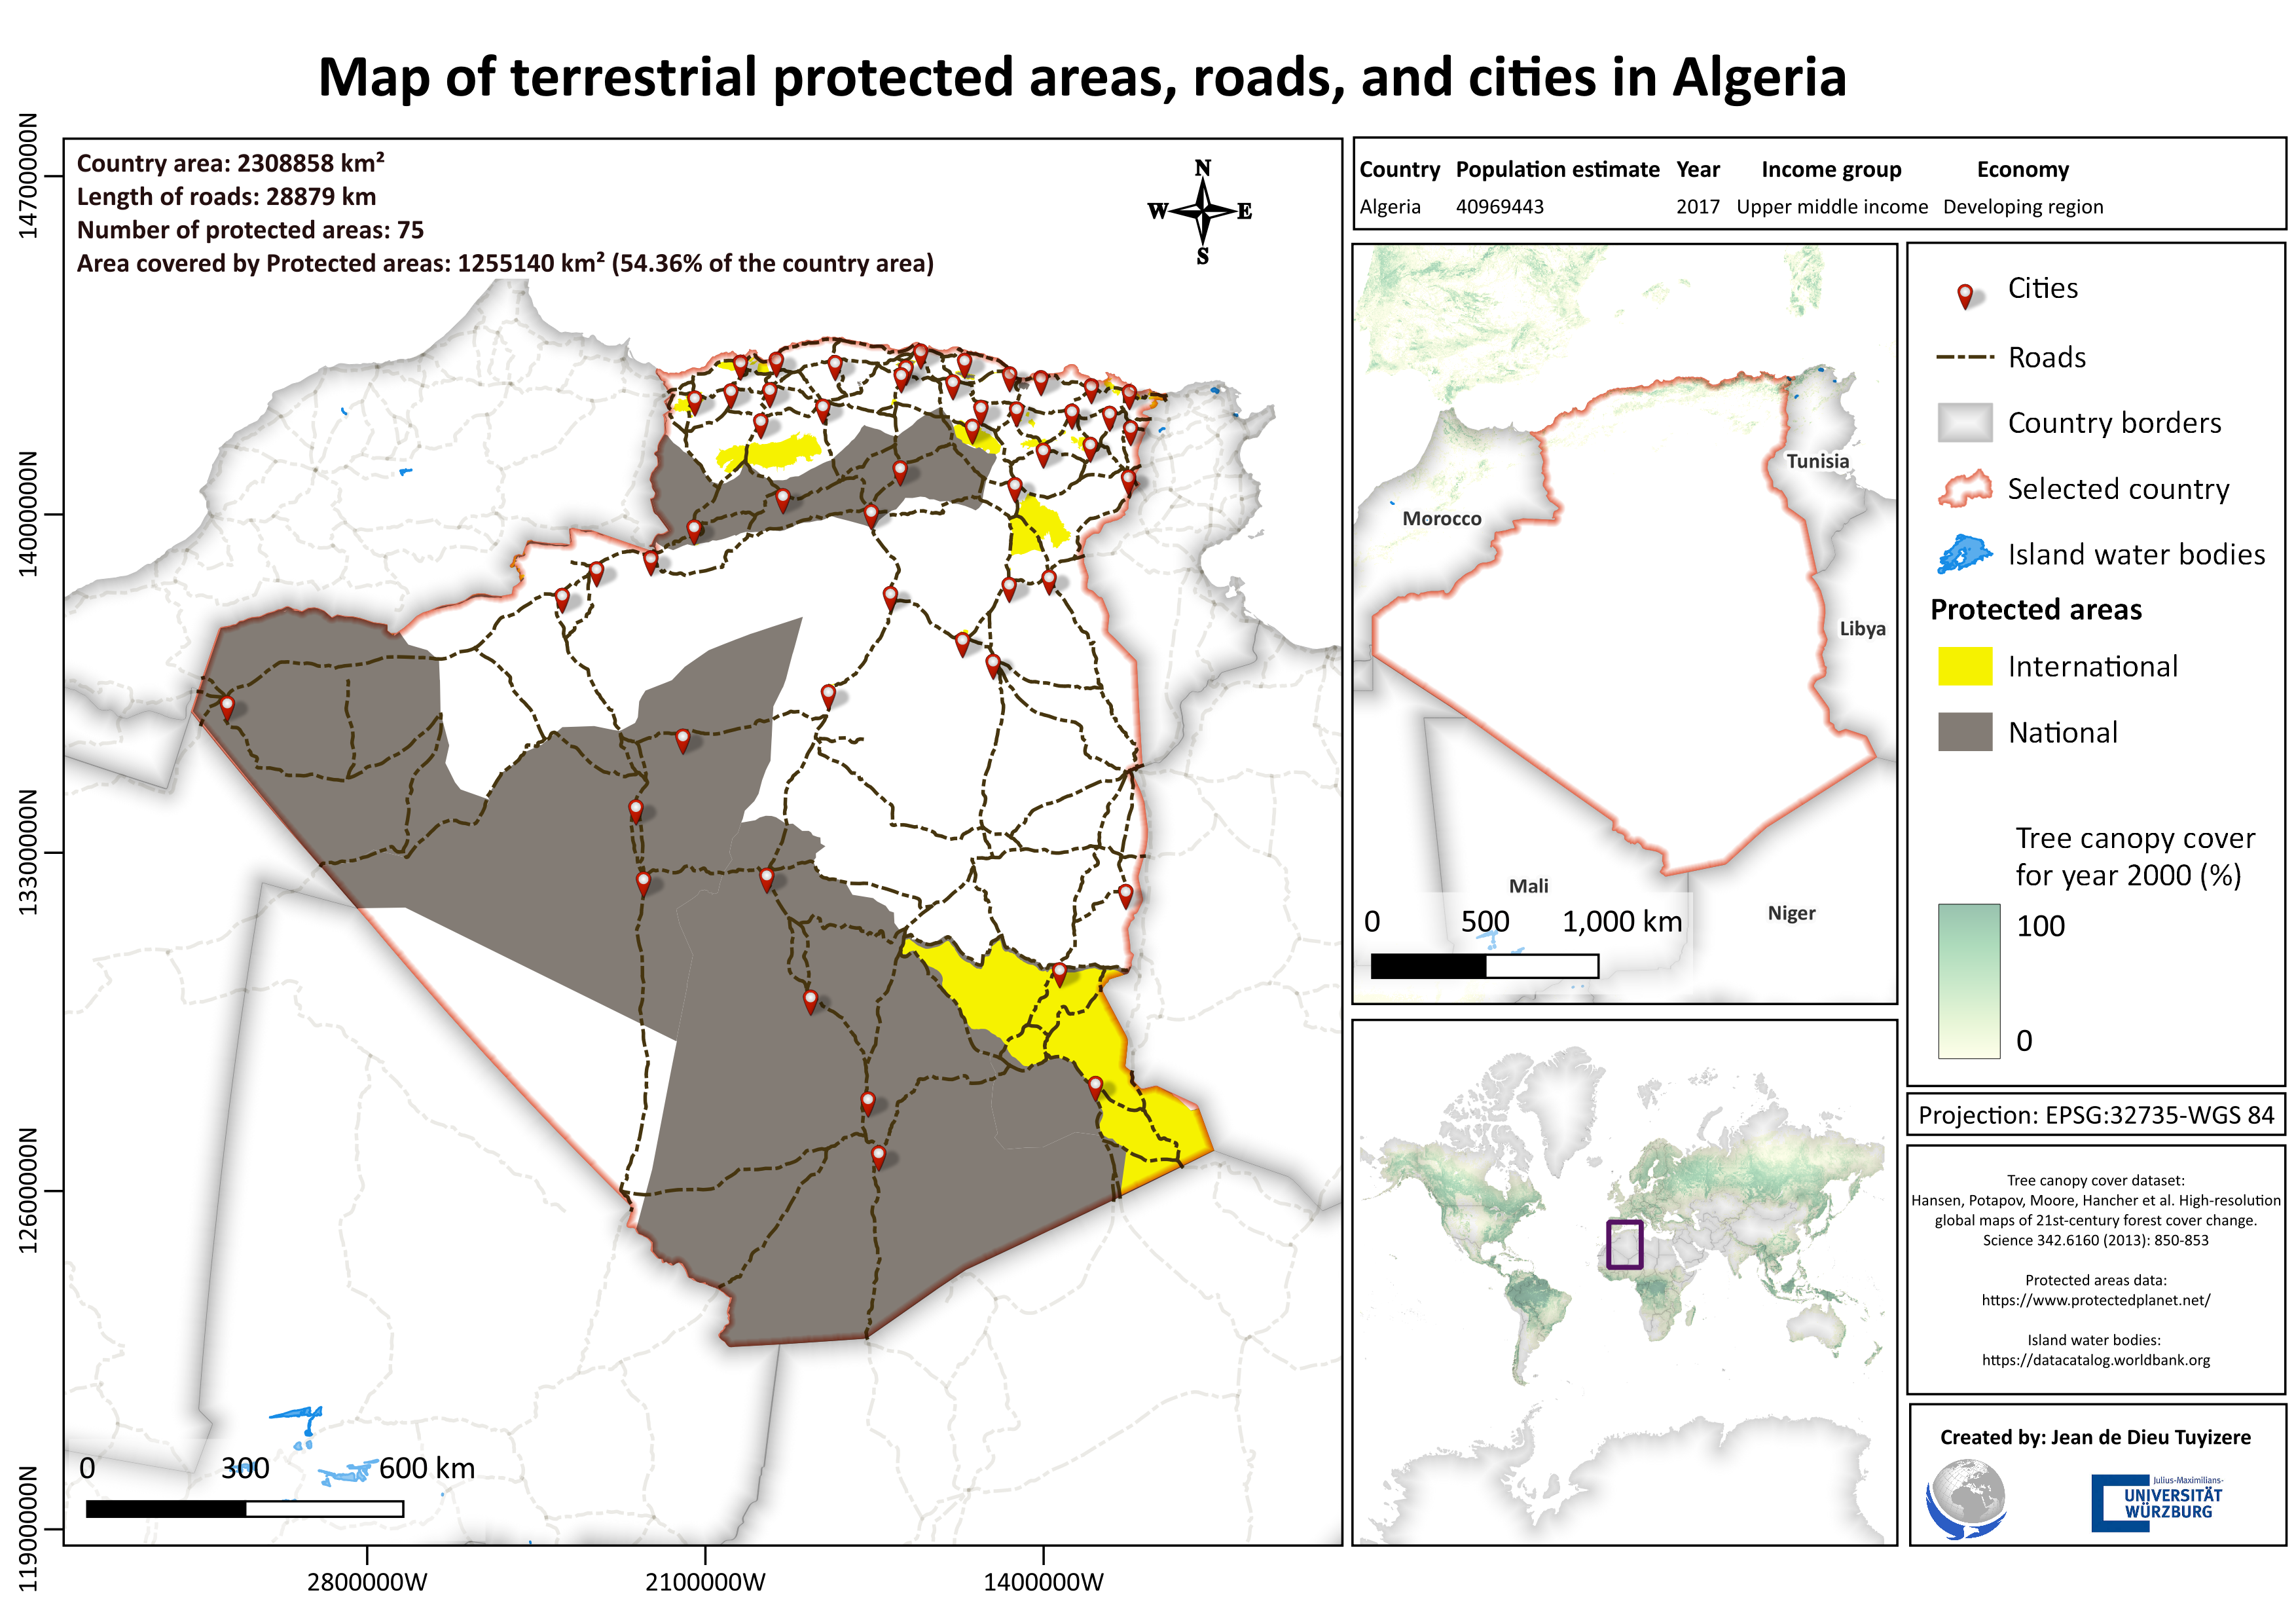 Map of terrestrial protected areas, roads, and cities in Algeria
Country area: 2308858 km²
Length of roads: 28879 km
Number of protected areas: 75
Area covered by Protected areas: 1255140 km² (54.36% of the country area)
N
W E
S
14700000N
14000000N
13300000N
12600000N
11900000N
2800000W 2100000W 1400000W
0 300 600 km
Country Population estimate Year Income group Economy
Algeria 40969443 2017 Upper middle income Developing region
Tunisia
Morocco
Libya
Mali
Niger
0 500 1,000 km
Cities
Roads
Country borders
Selected country
Island water bodies
Protected areas
International
National
Tree canopy cover
for year 2000 (%)
100
0
Projection: EPSG:32735-WGS 84
Tree canopy cover dataset:
Hansen, Potapov, Moore, Hancher et al. High-resolution
global maps of 21st-century forest cover change.
Science 342.6160 (2013): 850-853
Protected areas data:
https://www.protectedplanet.net/
Island water bodies:
https://datacatalog.worldbank.org
Created by: Jean de Dieu Tuyizere
Julius-Maximilians-
UNIVERSITÄT
WÜRZBURG